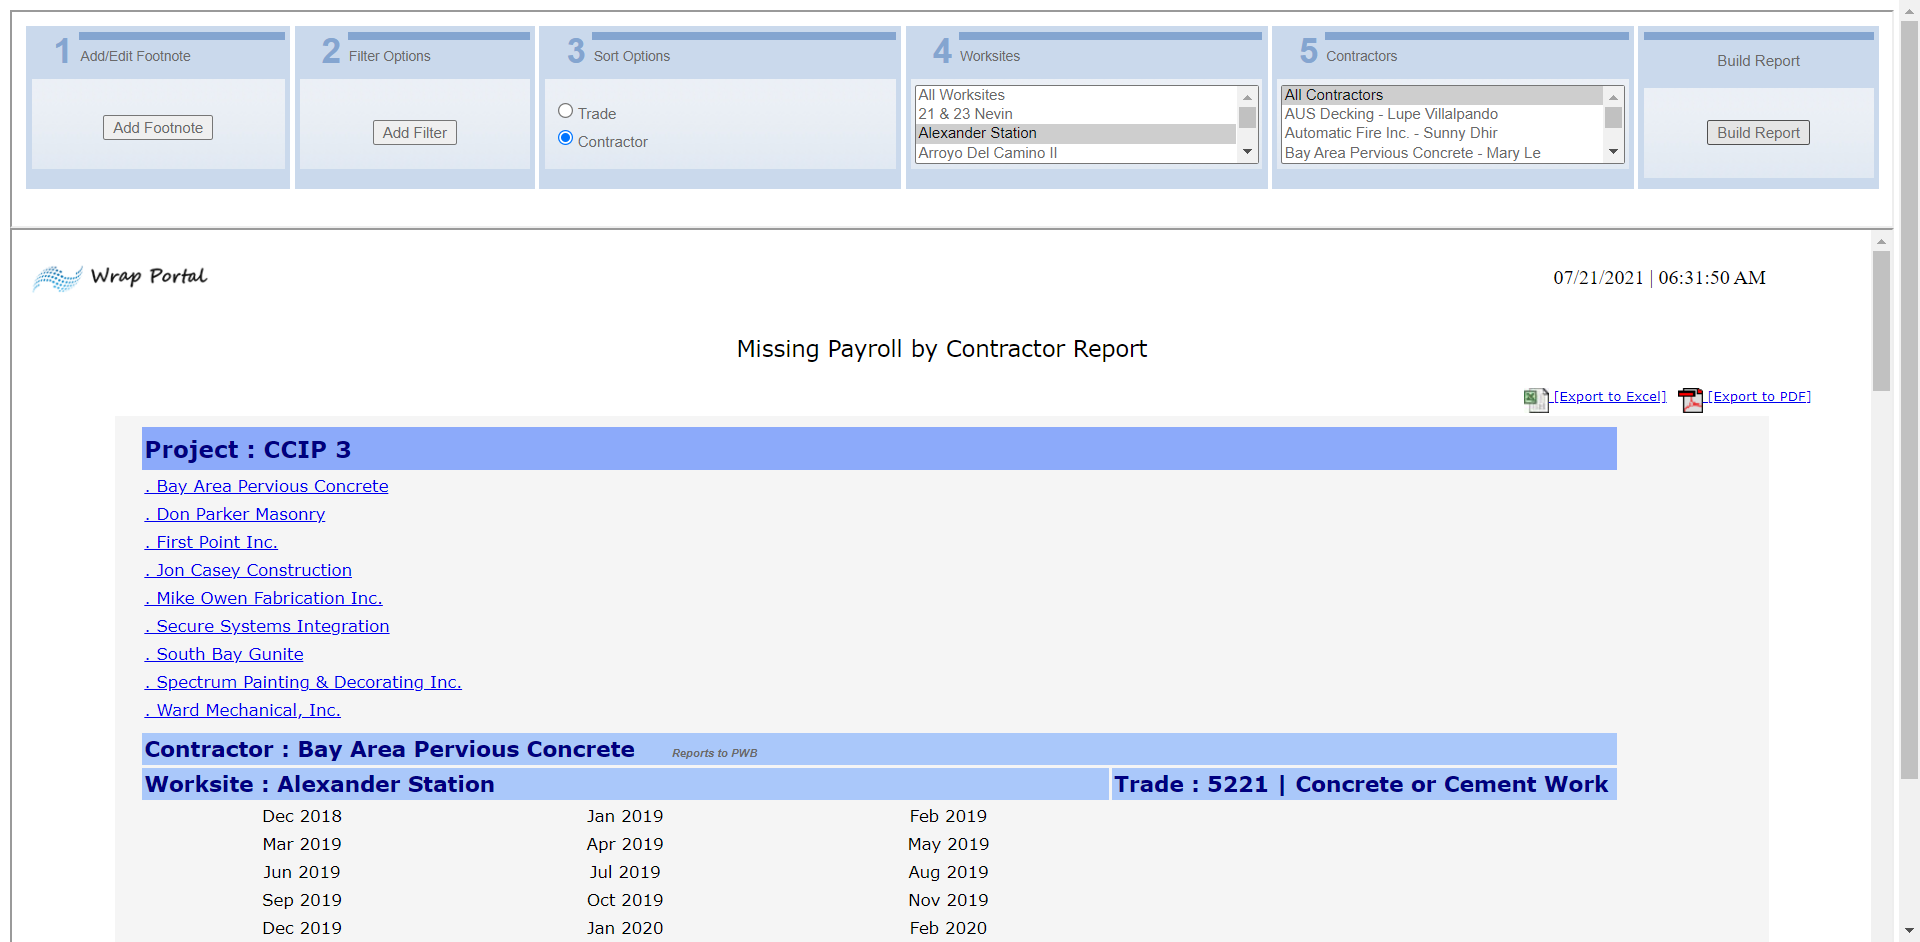 1 Add/Edit Footnote
Add Footnote
2 Filter Options
Add Filter
3 Sort Options
Trade
Contractor
4 Worksites
All Worksites
21 & 23 Nevin
Alexander Station
Arroyo Del Camino II
5 Contractors
All Contractors
AUS Decking - Lupe Villalpando
Automatic Fire Inc. - Sunny Dhir
Bay Area Pervious Concrete - Mary Le
Build Report
Build Report
Wrap Portal
07/21/2021 | 06:31:50 AM
Missing Payroll by Contractor Report
[Export to Excel] [Export to PDF]
Project : CCIP 3
. Bay Area Pervious Concrete
. Don Parker Masonry
. First Point Inc.
. Jon Casey Construction
. Mike Owen Fabrication Inc.
. Secure Systems Integration
. South Bay Gunite
. Spectrum Painting & Decorating Inc.
. Ward Mechanical, Inc.
Contractor : Bay Area Pervious Concrete Reports to PWB
Worksite : Alexander Station Trade : 5221 | Concrete or Cement Work
Dec 2018 Jan 2019 Feb 2019
Mar 2019 Apr 2019 May 2019
Jun 2019 Jul 2019 Aug 2019
Sep 2019 Oct 2019 Nov 2019
Dec 2019 Jan 2020 Feb 2020